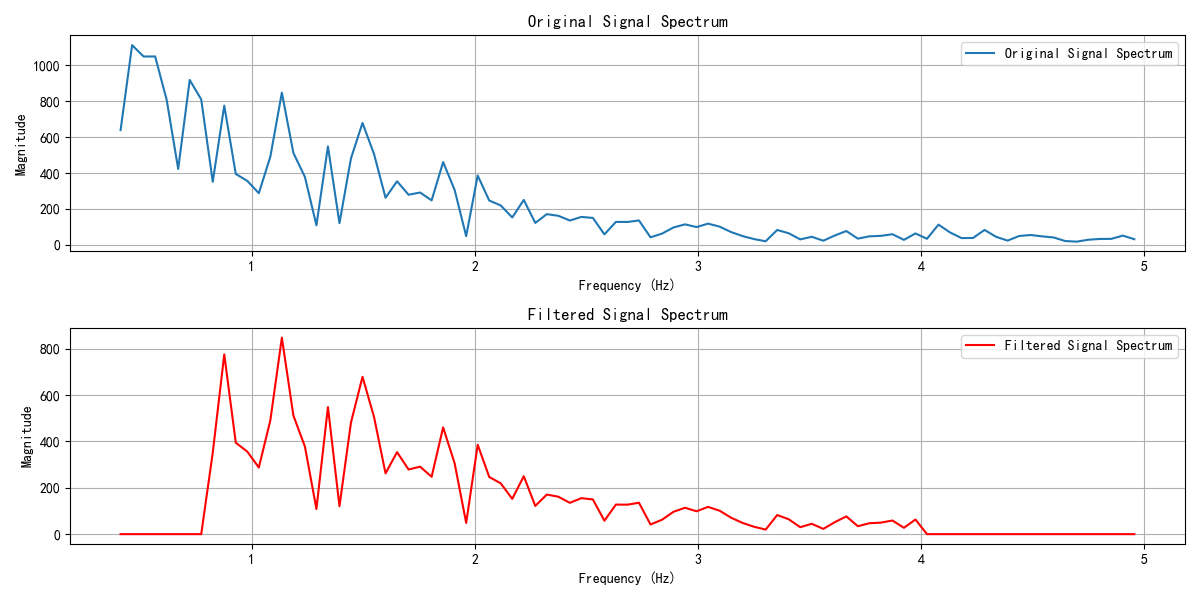 Original Signal Spectrum
Original Signal Spectrum
1000
800
600
400
200
0
Magnitude
1 2 3 4 5
Frequency (Hz)
Filtered Signal Spectrum
Filtered Signal Spectrum
800
600
400
200
0
Magnitude
1 2 3 4 5
Frequency (Hz)